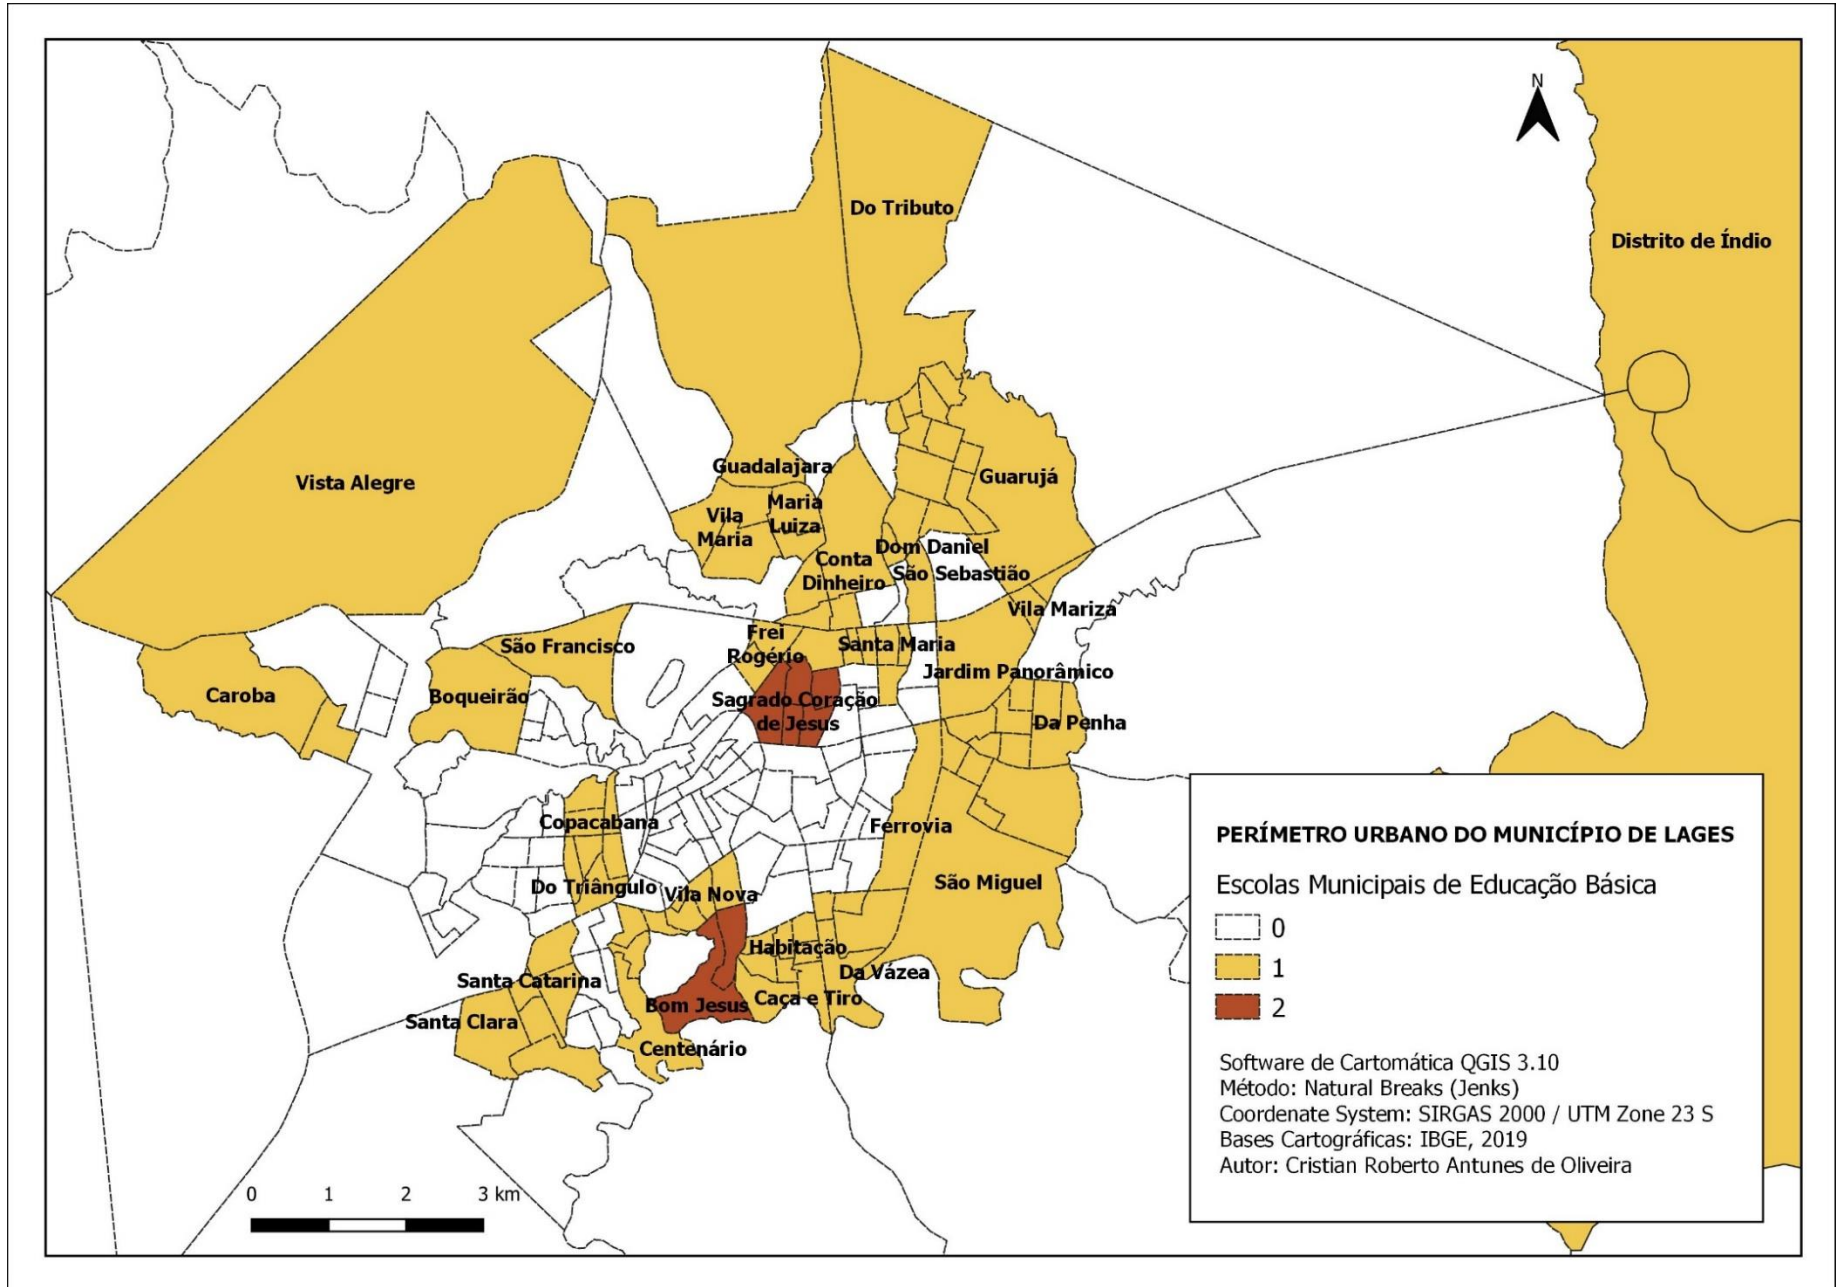 N
Do Tributo
Distrito de Índio
Guadalajara
Guarujá
Vista Alegre
Maria
Luiza
Vila
Maria
Dom Daniel
Conta
Dinheiro
São Sebastião
Vila Mariza
Frei
Rogério
São Francisco
Santa Maria
Jardim Panorâmico
Caroba
Boqueirão
Sagrado Coração
de Jesus
Da Penha
Copacabana
Ferrovia
Do Triângulo
Vila Nova
São Miguel
Habitação
Da Vázea
Santa Catarina
Caça e Tiro
Bom Jesus
Santa Clara
Centenário
PERÍMETRO URBANO DO MUNICÍPIO DE LAGES
Escolas Municipais de Educação Básica
0
1
2
Software de Cartomática QGIS 3.10
Método: Natural Breaks (Jenks)
Coordenate System: SIRGAS 2000 / UTM Zone 23 S
Bases Cartográficas: IBGE, 2019
Autor: Cristian Roberto Antunes de Oliveira
0 1 2 3 km